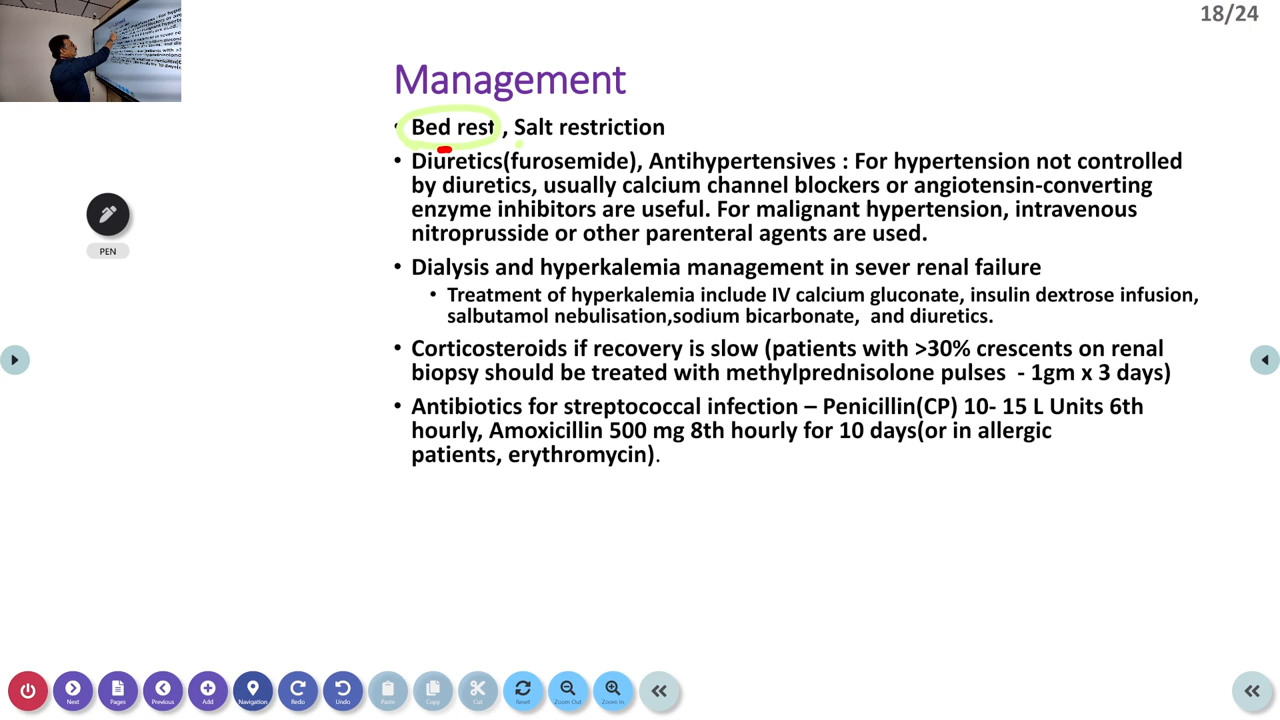 18/24
Management
• Bed rest , Salt restriction
• Diuretics(furosemide), Antihypertensives : For hypertension not controlled
by diuretics, usually calcium channel blockers or angiotensin-converting
enzyme inhibitors are useful. For malignant hypertension, intravenous
nitroprusside or other parenteral agents are used.
PEN
• Dialysis and hyperkalemia management in sever renal failure
• Treatment of hyperkalemia include IV calcium gluconate, insulin dextrose infusion,
salbutamol nebulisation,sodium bicarbonate, and diuretics.
• Corticosteroids if recovery is slow (patients with >30% crescents on renal
biopsy should be treated with methylprednisolone pulses - 1gm x 3 days)
• Antibiotics for streptococcal infection – Penicillin(CP) 10- 15 L Units 6th
hourly, Amoxicillin 500 mg 8th hourly for 10 days(or in allergic
patients, erythromycin).
Next Pages Previous Add Navigation Redo Undo Paste Copy Cut Reset Zoom Out Zoom In